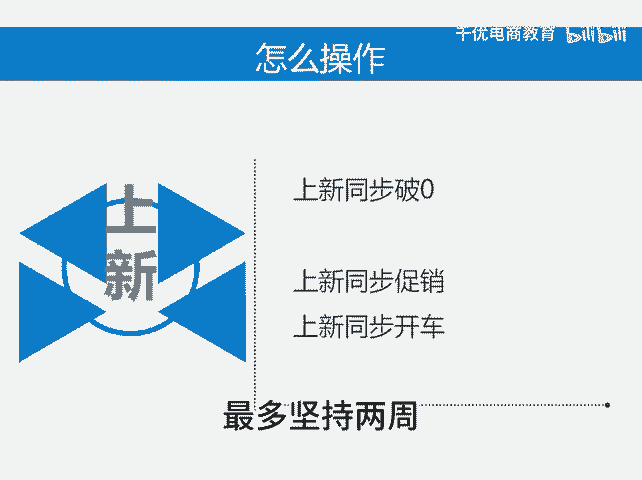 千优电商教育 bilibili
怎么操作
上新
上新同步破0
上新同步促销
上新同步开车
最多坚持两周